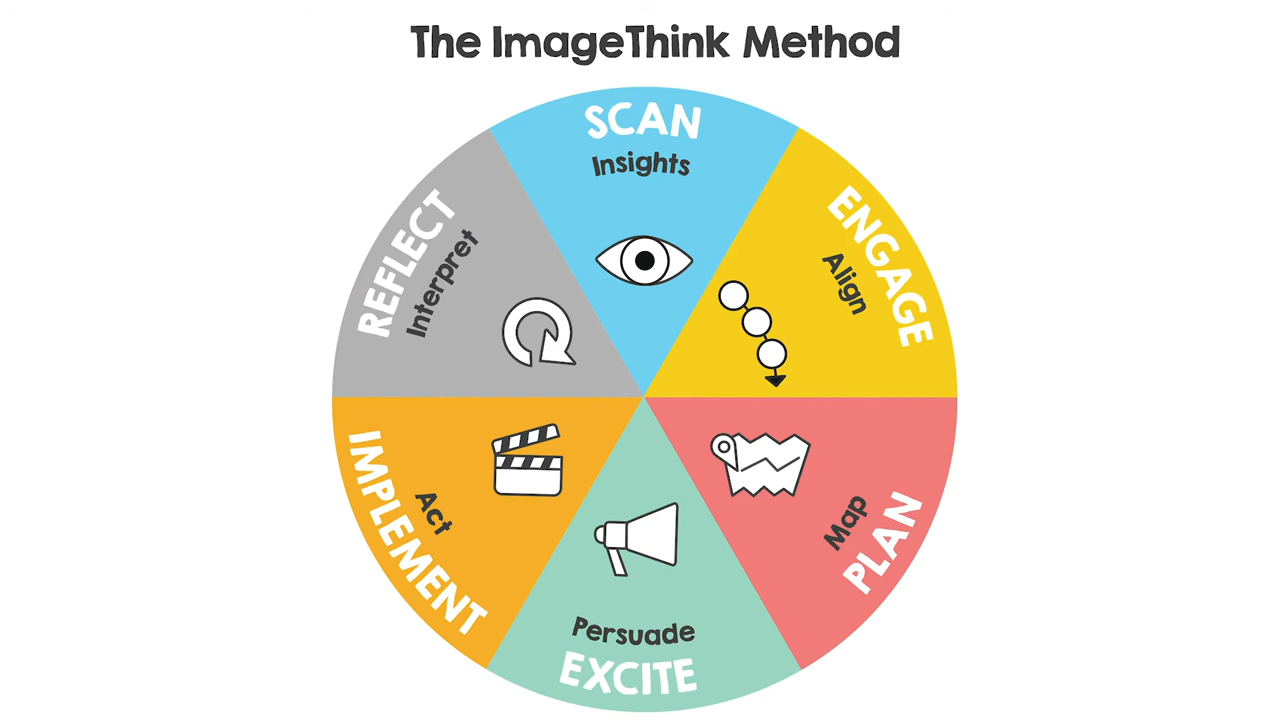 The ImageThink Method
SCAN
Insights
ENGAGE
Align
PLAN
Map
EXCITE
Persuade
IMPLEMENT
Act
REFLECT
Interpret